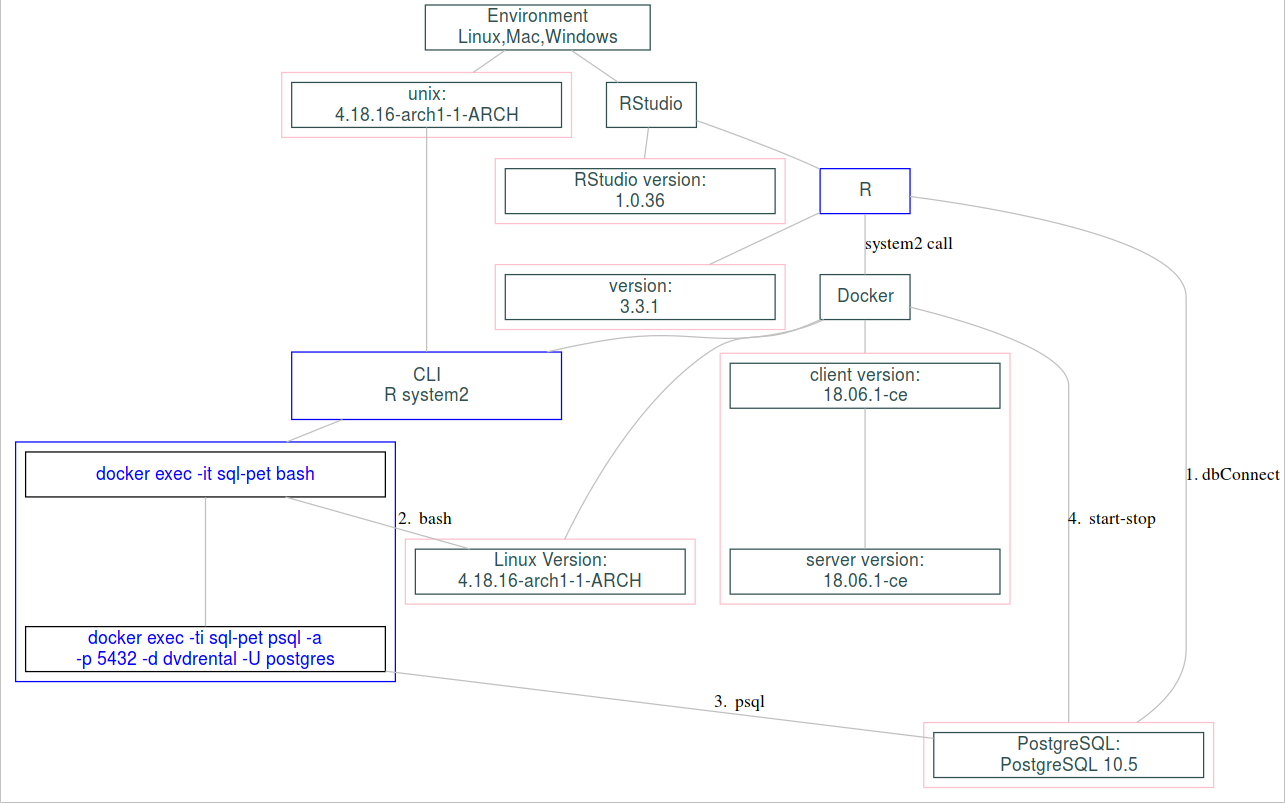 Environment
Linux,Mac,Windows
unix:
4.18.16-arch1-1-ARCH
RStudio
RStudio version:
1.0.36
R
system2 call
version:
3.3.1
Docker
CLI
R system2
client version:
18.06.1-ce
docker exec -it sql-pet bash
1. dbConnect
2.  bash
4.  start-stop
Linux Version:
4.18.16-arch1-1-ARCH
server version:
18.06.1-ce
docker exec -ti sql-pet psql -a
-p 5432 -d dvdrental -U postgres
3.  psql
PostgreSQL:
PostgreSQL 10.5